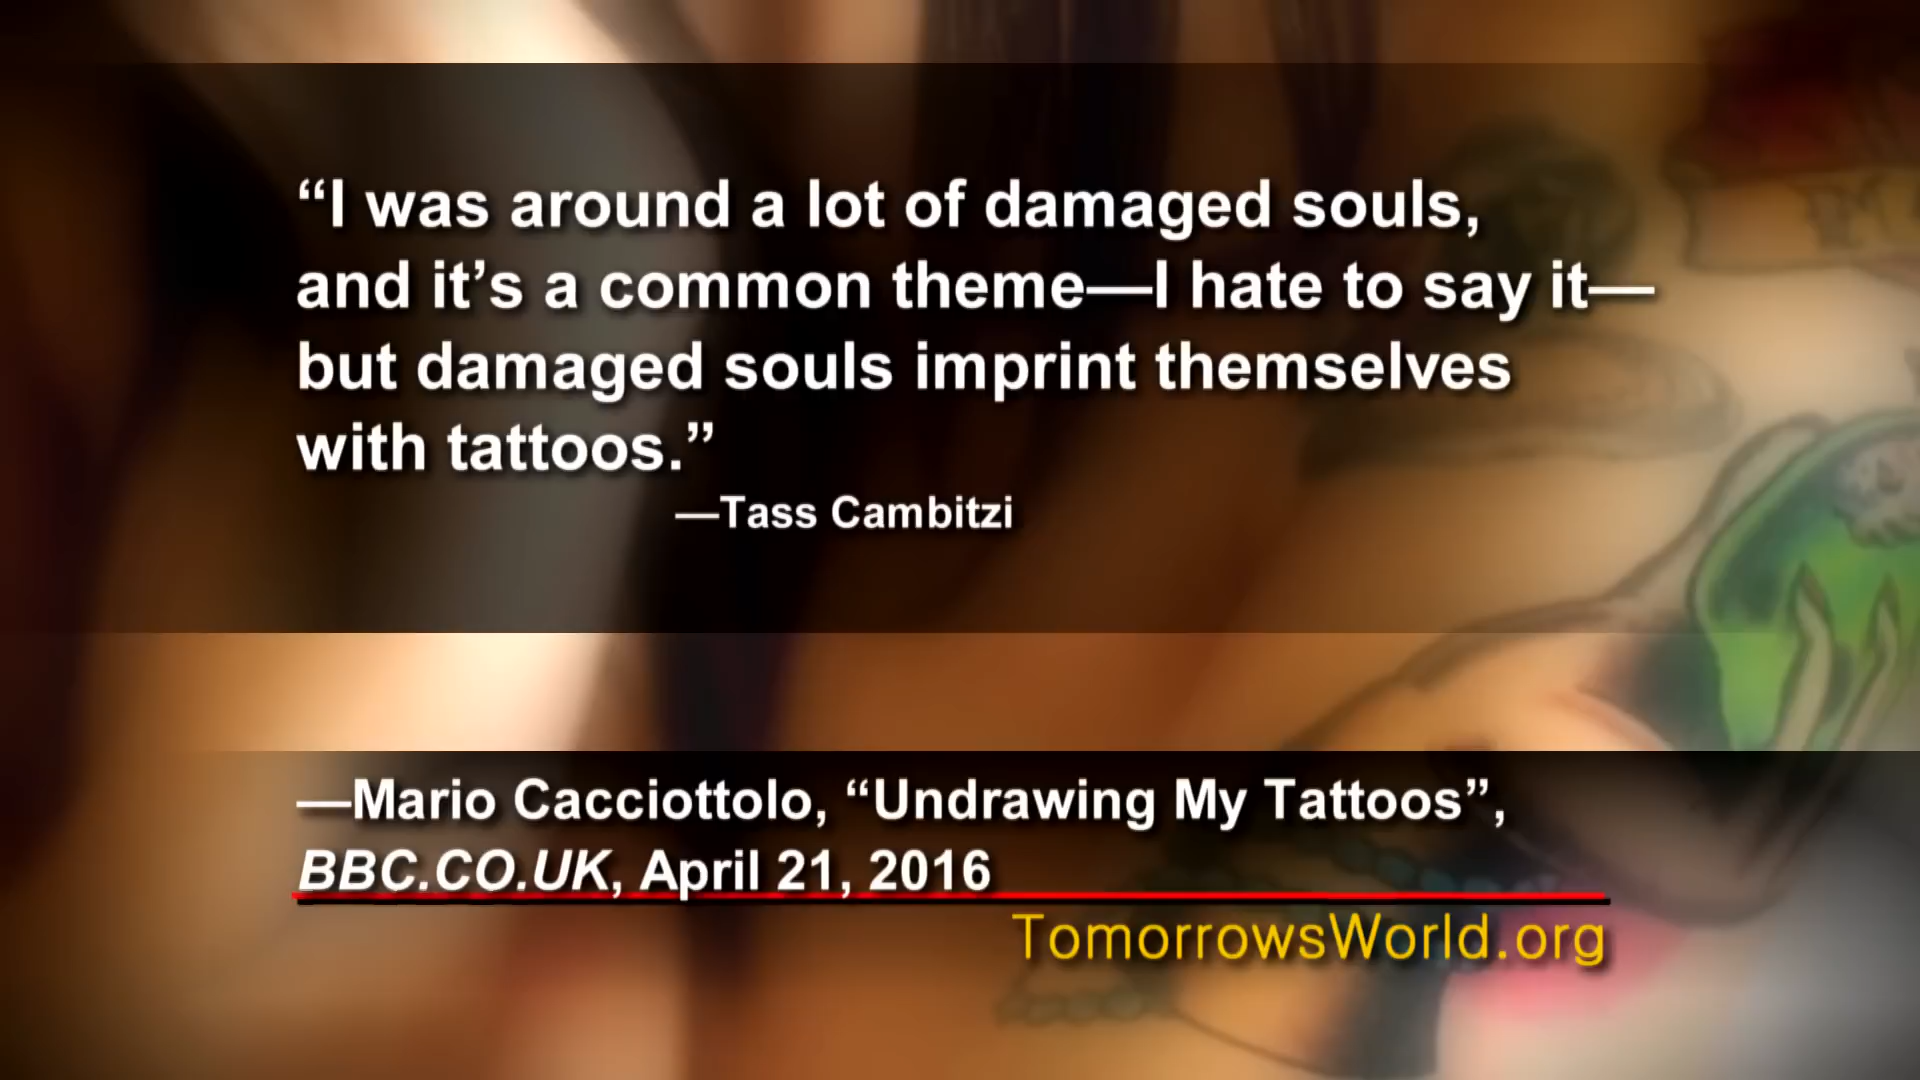 “I was around a lot of damaged souls,
and it’s a common theme—I hate to say it—
but damaged souls imprint themselves
with tattoos.”
—Tass Cambitzi
—Mario Cacciottolo, “Undrawing My Tattoos”,
BBC.CO.UK, April 21, 2016
TomorrowsWorld.org